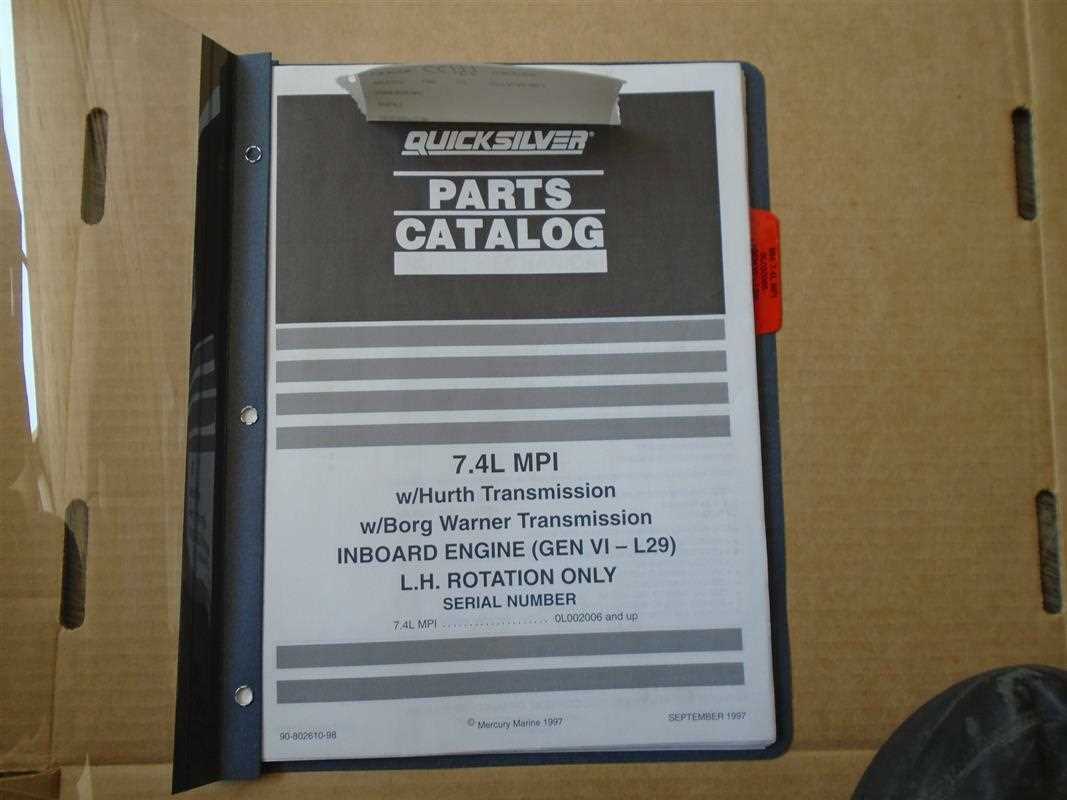 QUICKSILVER®
PARTS
CATALOG
7.4L MPI
w/Hurth Transmission
w/Borg Warner Transmission
INBOARD ENGINE (GEN VI – L29)
L.H. ROTATION ONLY
SERIAL NUMBER
7.4L MPI ..................... 0L002006 and up
© Mercury Marine 1997
SEPTEMBER 1997
90-802610-98